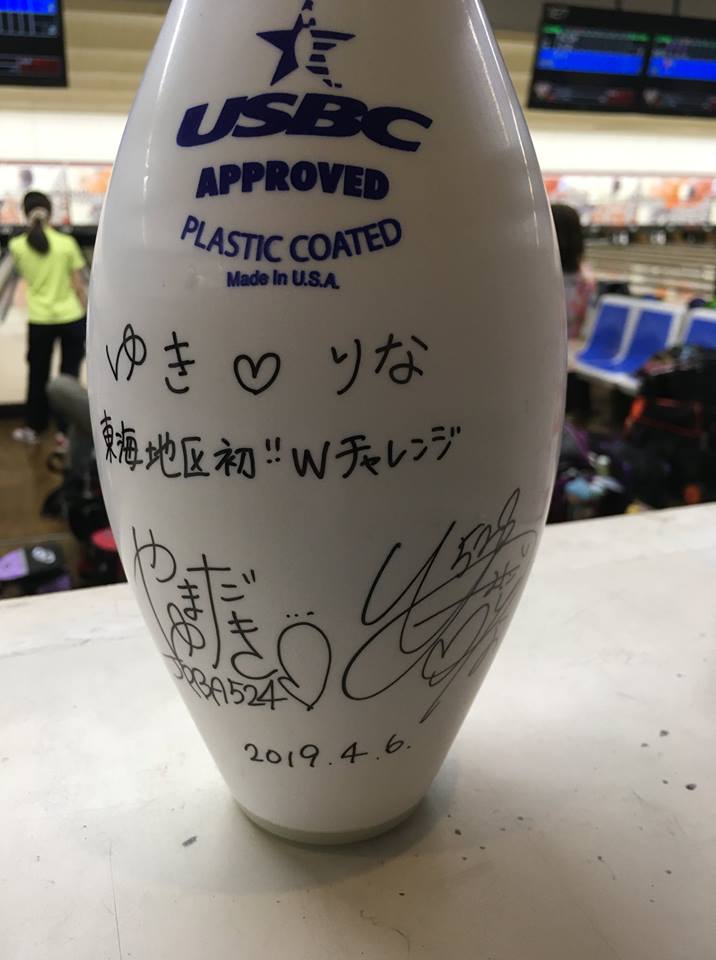 USBC
APPROVED
PLASTIC COATED
Made in U.S.A.
ゆき♡りな
東海地区初!!Wチャレンジ
やまだ
ゆき
JPBA524
528
2019.4.6.